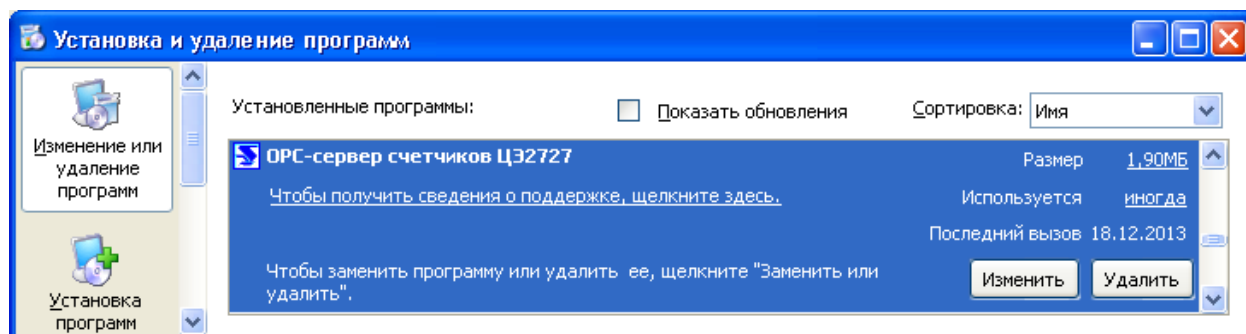 Установка и удаление программ
Изменение или
удаление
программ
Установка
программ
Установленные программы:
Показать обновления
Сортировка: Имя
OPC-сервер счетчиков ЦЭ2727
Размер 1,90МБ
Чтобы получить сведения о поддержке, щелкните здесь.
Используется иногда
Последний вызов 18.12.2013
Чтобы заменить программу или удалить ее, щелкните "Заменить или
удалить".
Изменить
Удалить